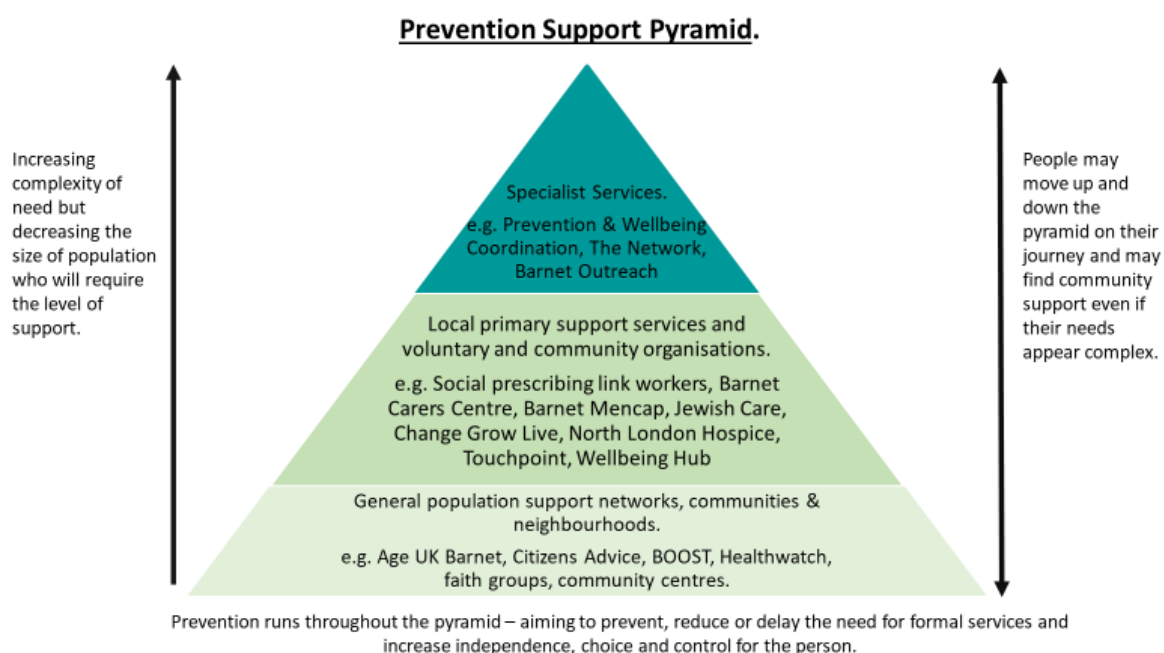 Prevention Support Pyramid.
Increasing
complexity of
need but
decreasing the
size of population
who will require
the level of
support.
Specialist Services.
e.g. Prevention & Wellbeing
Coordination, The Network,
Barnet Outreach
Local primary support services and
voluntary and community organisations.
e.g. Social prescribing link workers, Barnet
Carers Centre, Barnet Mencap, Jewish Care,
Change Grow Live, North London Hospice,
Touchpoint, Wellbeing Hub
General population support networks, communities &
neighbourhoods.
e.g. Age UK Barnet, Citizens Advice, BOOST, Healthwatch,
faith groups, community centres.
People may
move up and
down the
pyramid on their
journey and may
find community
support even if
their needs
appear complex.
Prevention runs throughout the pyramid – aiming to prevent, reduce or delay the need for formal services and
increase independence, choice and control for the person.